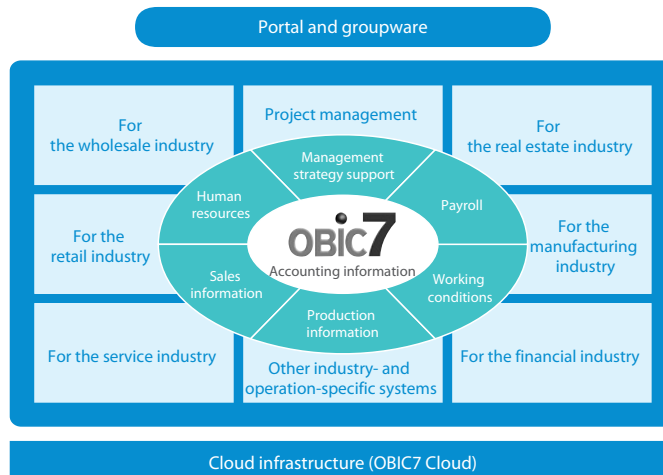 Portal and groupware
For
the wholesale industry
Project management
For
the real estate industry
Management
strategy support
Human
resources
Payroll
For the
retail industry
OBIC7
Accounting information
For the
manufacturing
industry
Sales
information
Working
conditions
Production
information
For the service industry
Other industry- and
operation-specific systems
For the financial industry
Cloud infrastructure (OBIC7 Cloud)